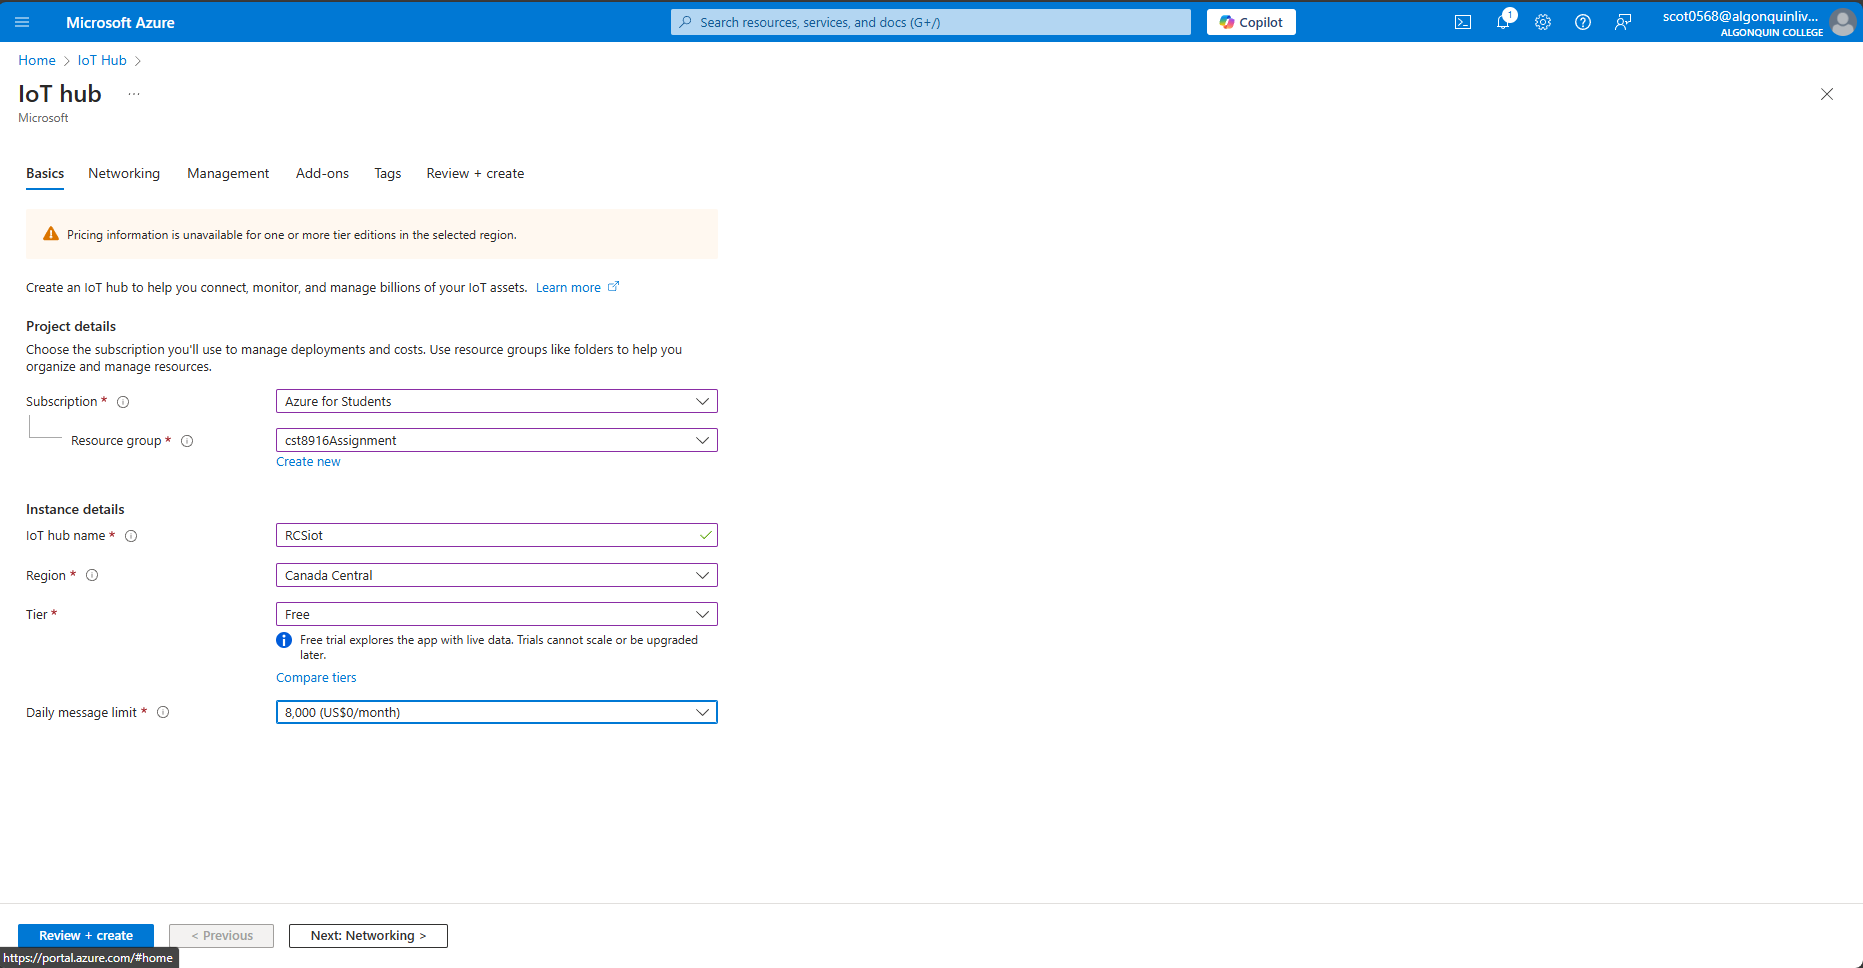 Microsoft Azure
Search resources, services, and docs (G+/)
Copilot
1
scot0568@algonquinliv...
ALGONQUIN COLLEGE
Home > IoT Hub >
IoT hub ...
Microsoft
Basics Networking Management Add-ons Tags Review + create
Pricing information is unavailable for one or more tier editions in the selected region.
Create an IoT hub to help you connect, monitor, and manage billions of your IoT assets. Learn more
Project details
Choose the subscription you'll use to manage deployments and costs. Use resource groups like folders to help you
organize and manage resources.
Subscription * Azure for Students
Resource group * cst8916Assignment
Create new
Instance details
IoT hub name * RCSiot
Region * Canada Central
Tier * Free
Free trial explores the app with live data. Trials cannot scale or be upgraded
later.
Compare tiers
Daily message limit * 8,000 (US$0/month)
Review + create < Previous Next: Networking >
https://portal.azure.com/#home